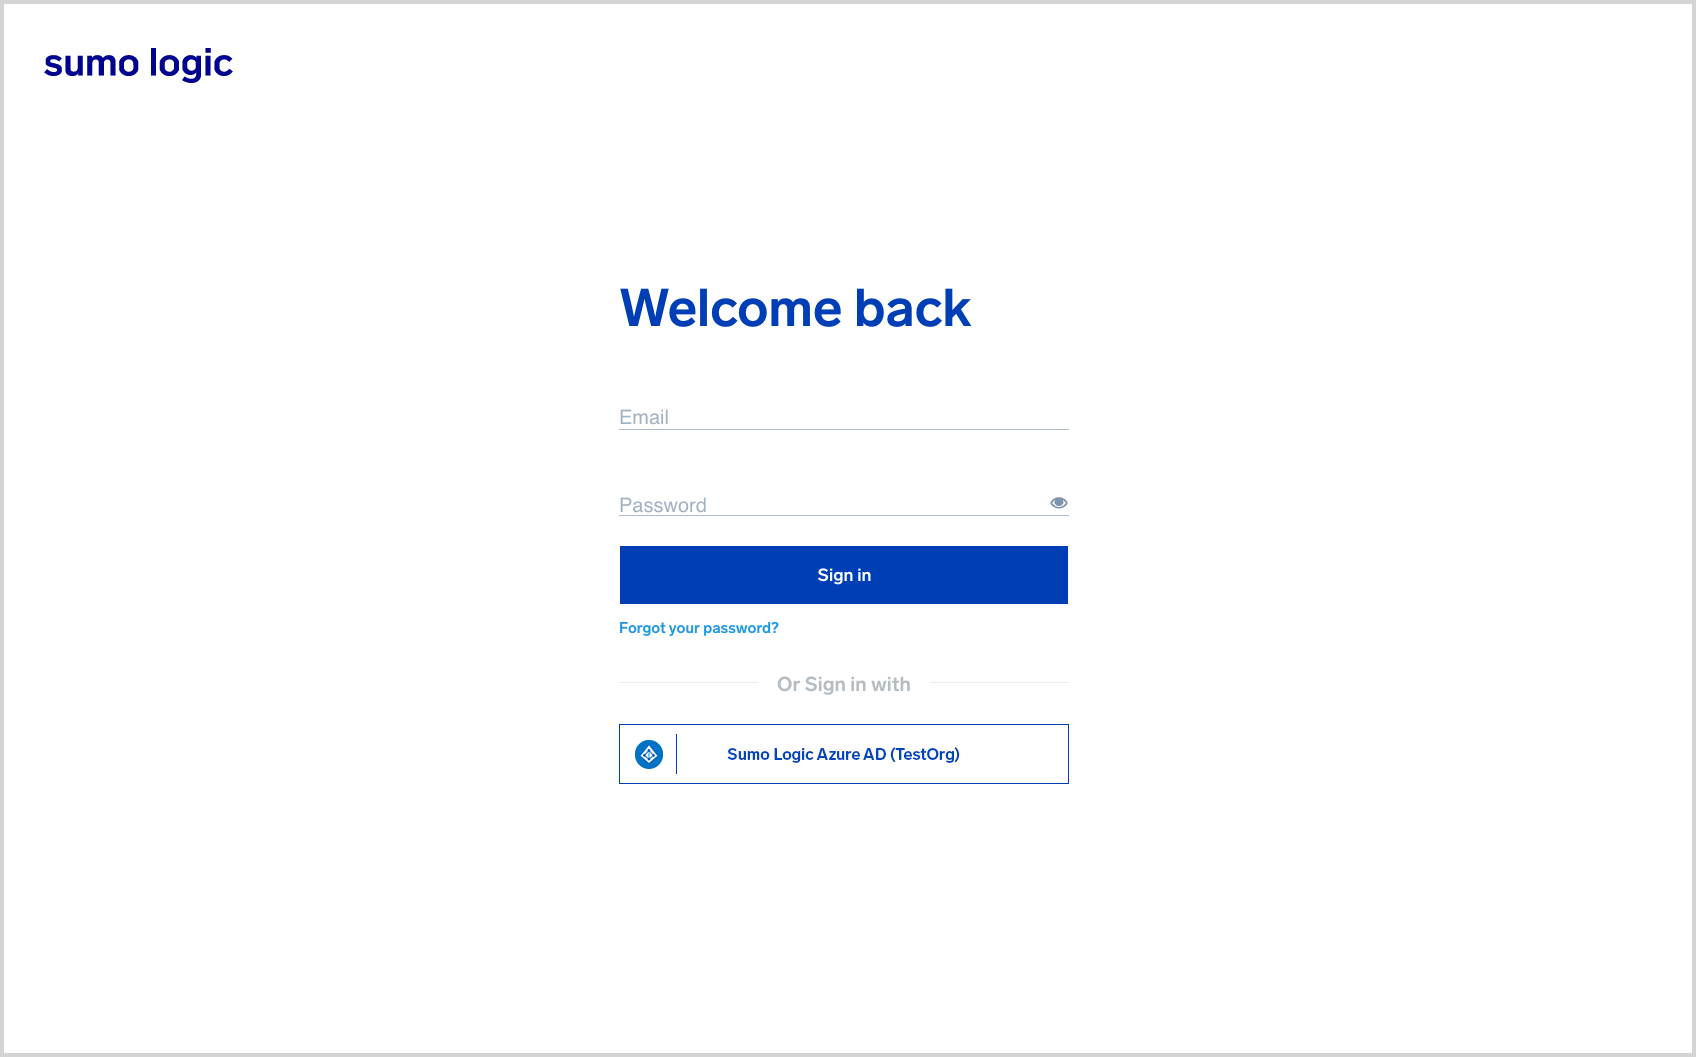 sumo logic
Welcome back
Email
Password
Sign in
Forgot your password?
Or Sign in with
Sumo Logic Azure AD (TestOrg)